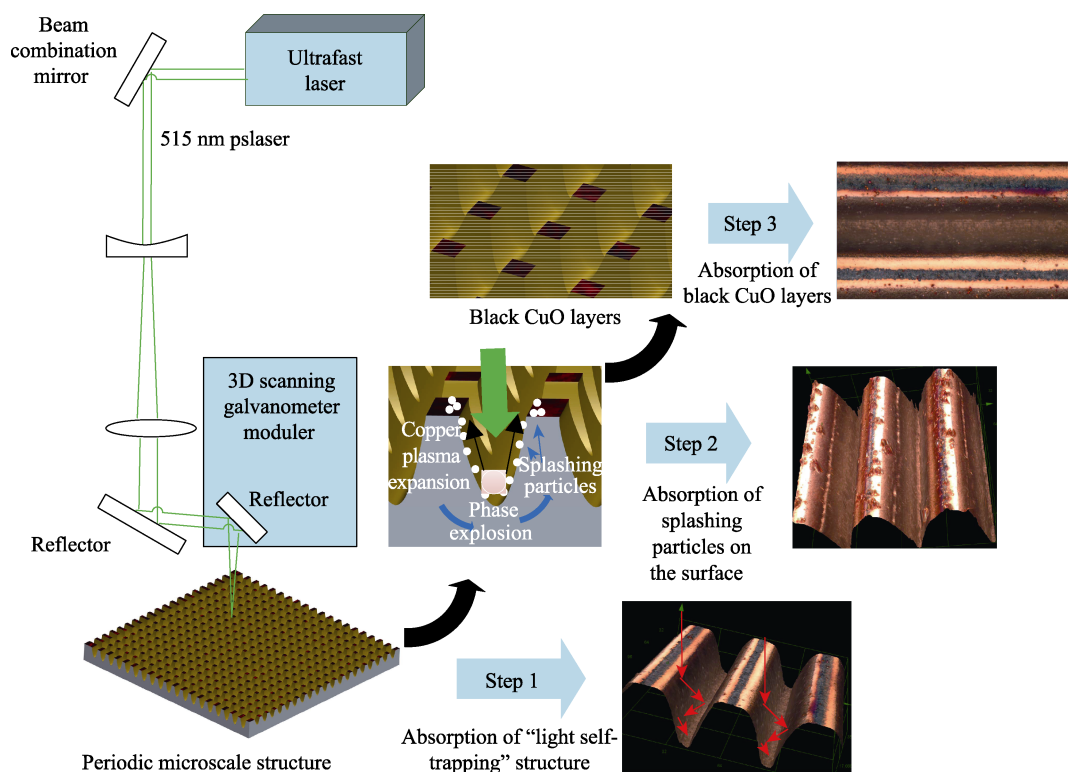 Beam
combination
mirror
Ultrafast
laser
515 nm pslaser
3D scanning
galvanometer
moduler
Reflector
Reflector
Periodic microscale structure
Black CuO layers
Step 3
Absorption of
black CuO layers
Copper
plasma
expansion
Splashing
particles
Phase
explosion
Step 2
Absorption of
splashing
particles on
the surface
Step 1
Absorption of “light self-
trapping” structure